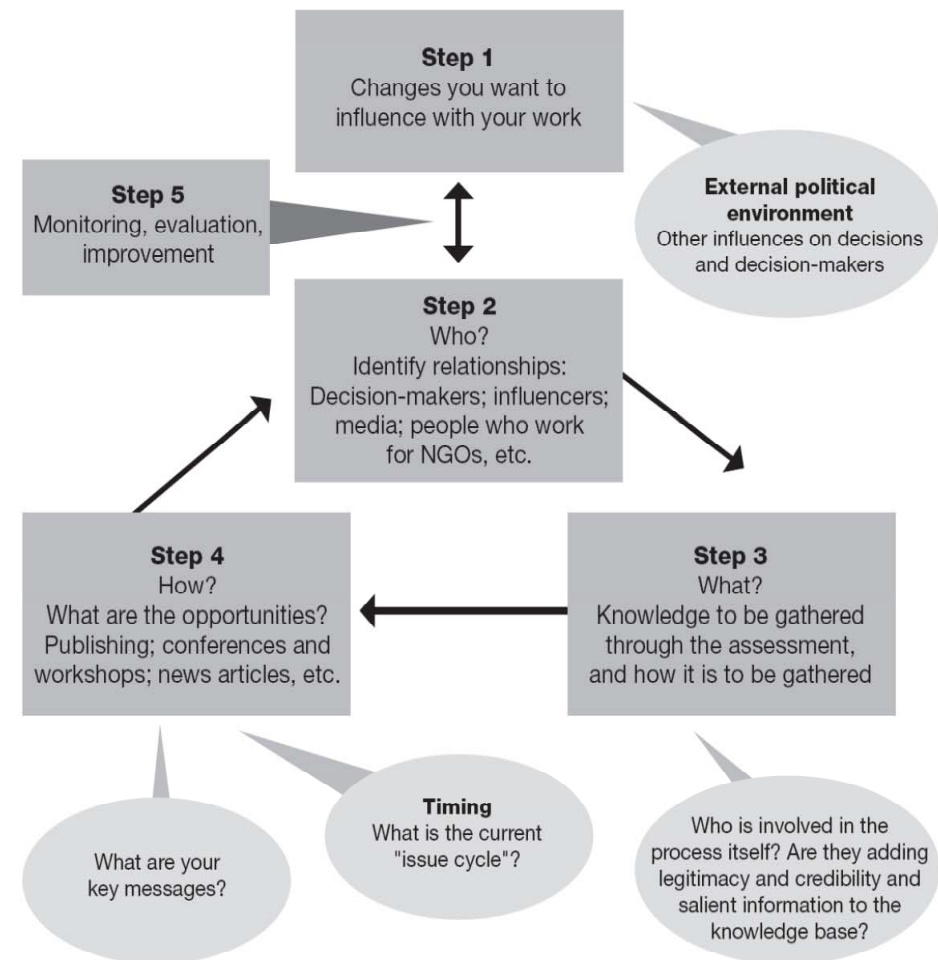 Step 1
Changes you want to
influence with your work
Step 5
Monitoring, evaluation,
improvement
External political
environment
Other influences on decisions
and decision-makers
Step 2
Who?
Identify relationships:
Decision-makers; influencers;
media; people who work
for NGOs, etc.
Step 4
How?
What are the opportunities?
Publishing; conferences and
workshops; news articles, etc.
Step 3
What?
Knowledge to be gathered
through the assessment,
and how it is to be gathered
What are your
key messages?
Timing
What is the current
"issue cycle"?
Who is involved in the
process itself? Are they adding
legitimacy and credibility and
salient information to the
knowledge base?